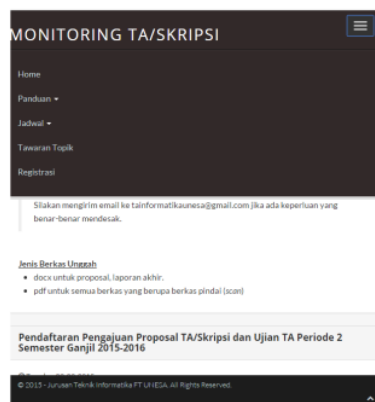 MONITORING TA/SKRIPSI
Home
Panduan
Jadwal
Tawaran Topik
Registrasi
Silakan mengirim email ke tainformatikaunesa@gmail.com jika ada keperluan yang
benar-benar mendesak.
Jenis Berkas Unggah
docx untuk proposal, laporan akhir.
pdf untuk semua berkas yang berupa berkas pindai (scan)
Pendaftaran Pengajuan Proposal TA/Skripsi dan Ujian TA Periode 2
Semester Ganjil 2015-2016
© 2015 - Jurusan Teknik Informatika FT UNESA. All Rights Reserved.